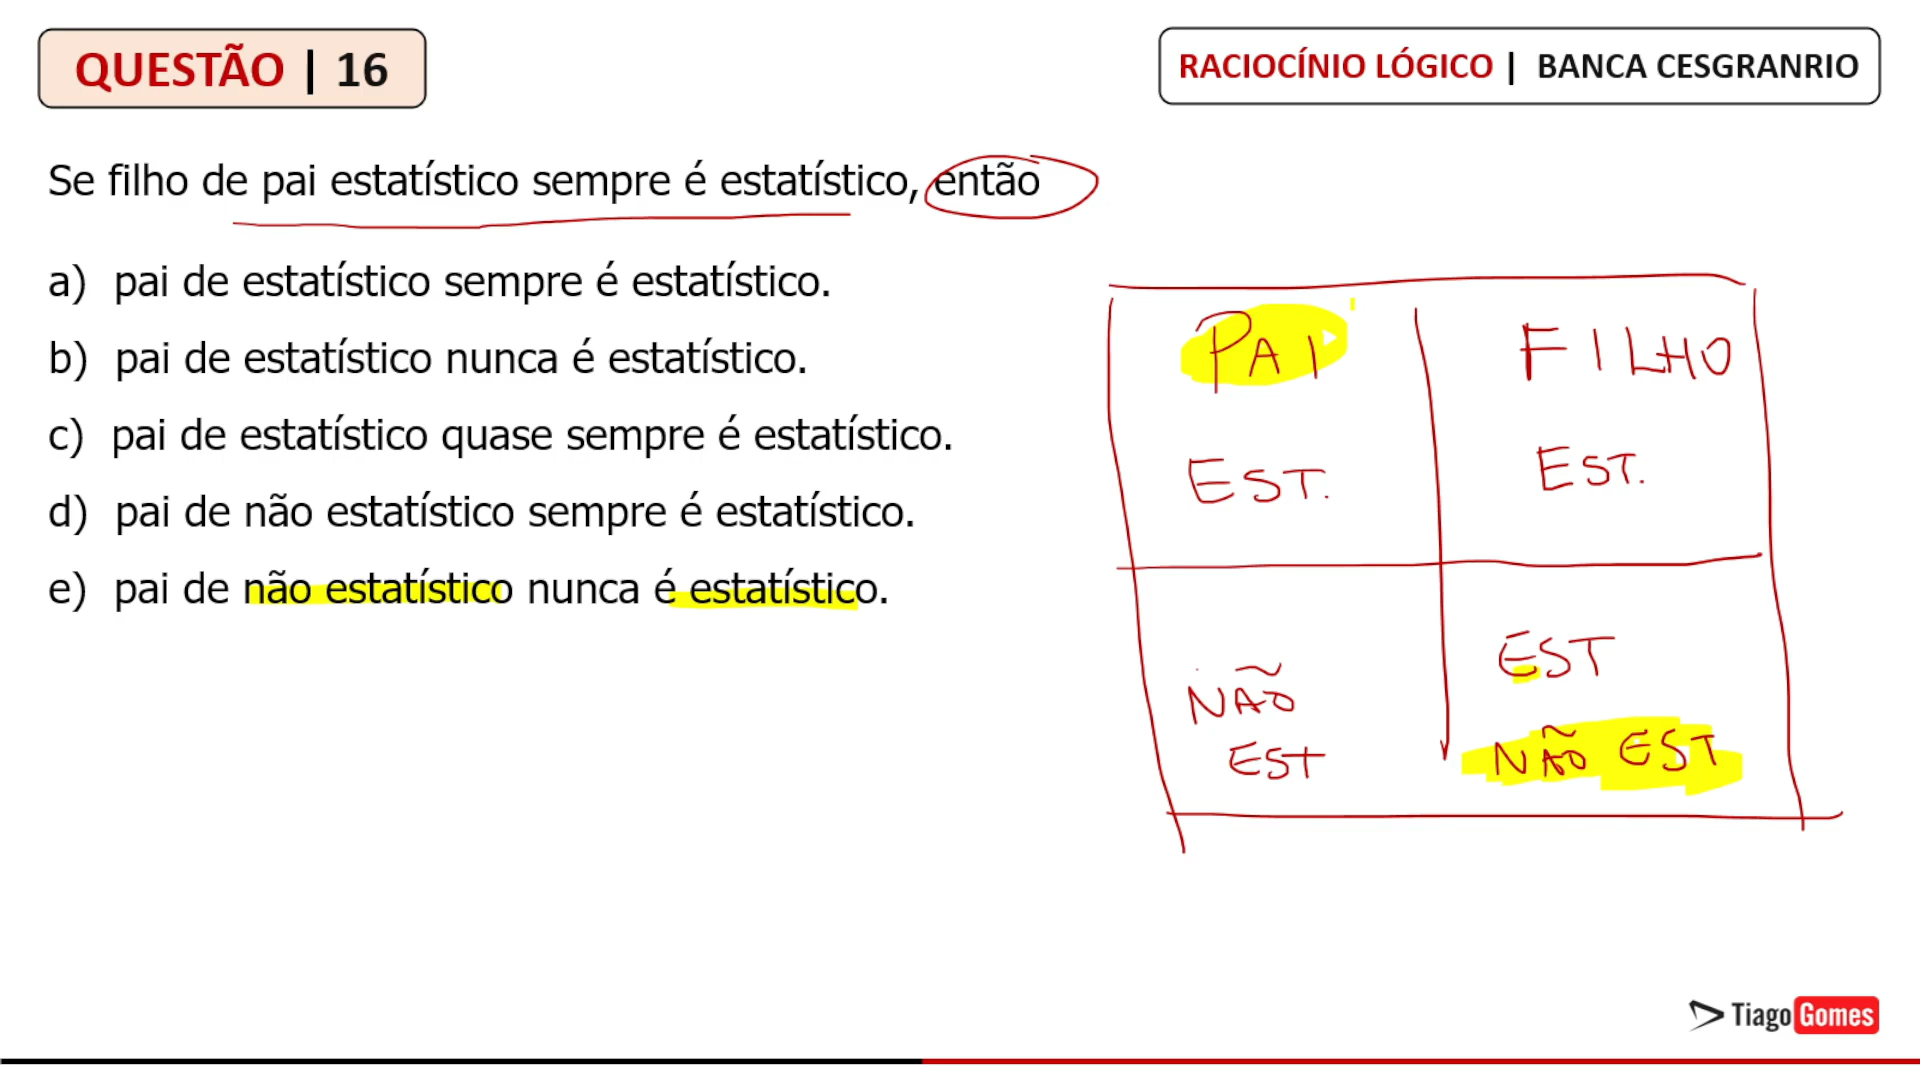 QUESTÃO | 16
RACIOCÍNIO LÓGICO | BANCA CESGRANRIO
Se filho de pai estatístico sempre é estatístico, então
a) pai de estatístico sempre é estatístico.
b) pai de estatístico nunca é estatístico.
c) pai de estatístico quase sempre é estatístico.
d) pai de não estatístico sempre é estatístico.
e) pai de não estatístico nunca é estatístico.
PAI FILHO
EST. EST.
NÃO
EST
EST
NÃO EST
Tiago Gomes